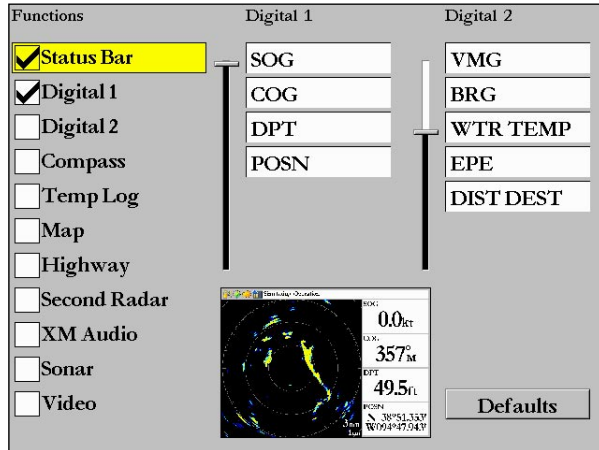 Functions
Digital 1
Digital 2
Status Bar
Digital 1
Digital 2
Compass
Temp Log
Map
Highway
Second Radar
XM Audio
Sonar
Video
SOG
COG
DPT
POSN
VMG
BRG
WTR TEMP
EPE
DIST DEST
SOG
0.0kt
357°M
DPT
49.5ft
POSN
N 38°51.353'
W094°47.943'
Defaults